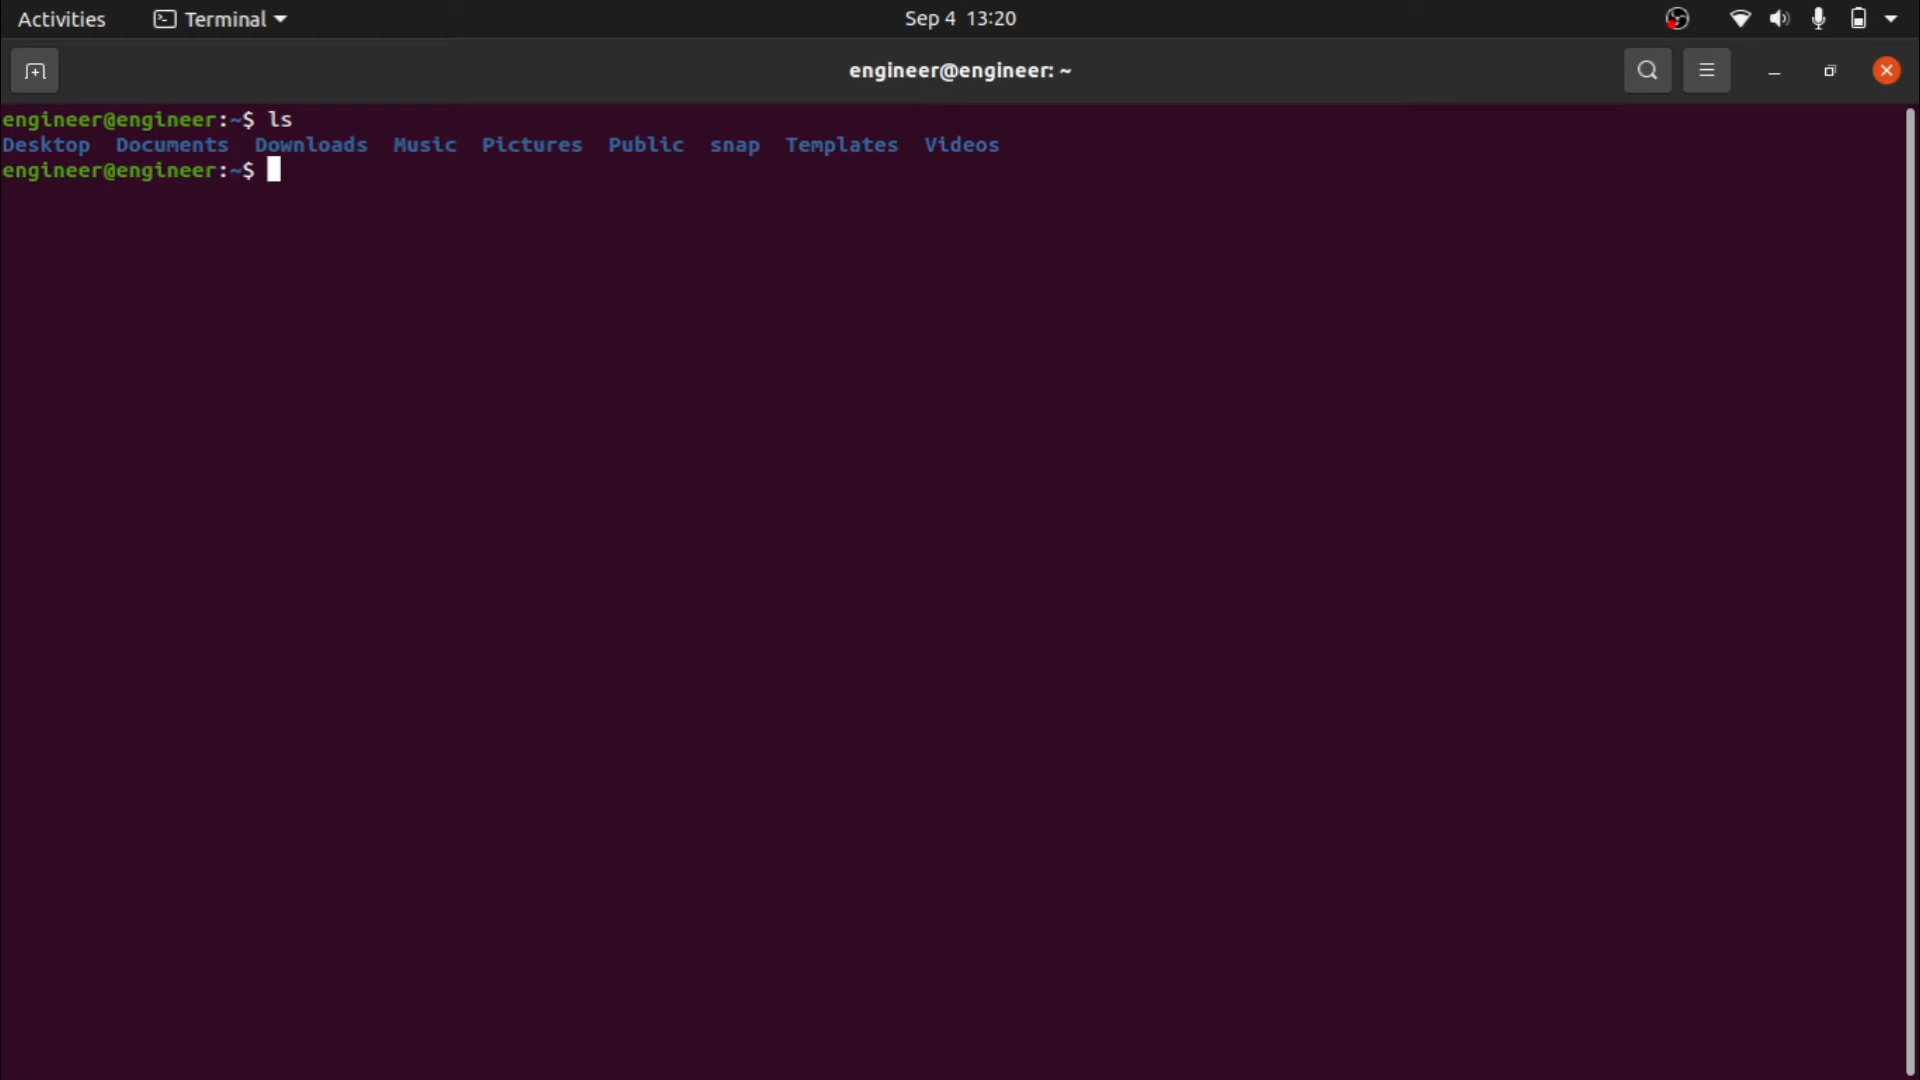 Activities Terminal Sep 4 13:20
engineer@engineer: ~
engineer@engineer:~$ ls
Desktop Documents Downloads Music Pictures Public snap Templates Videos
engineer@engineer:~$